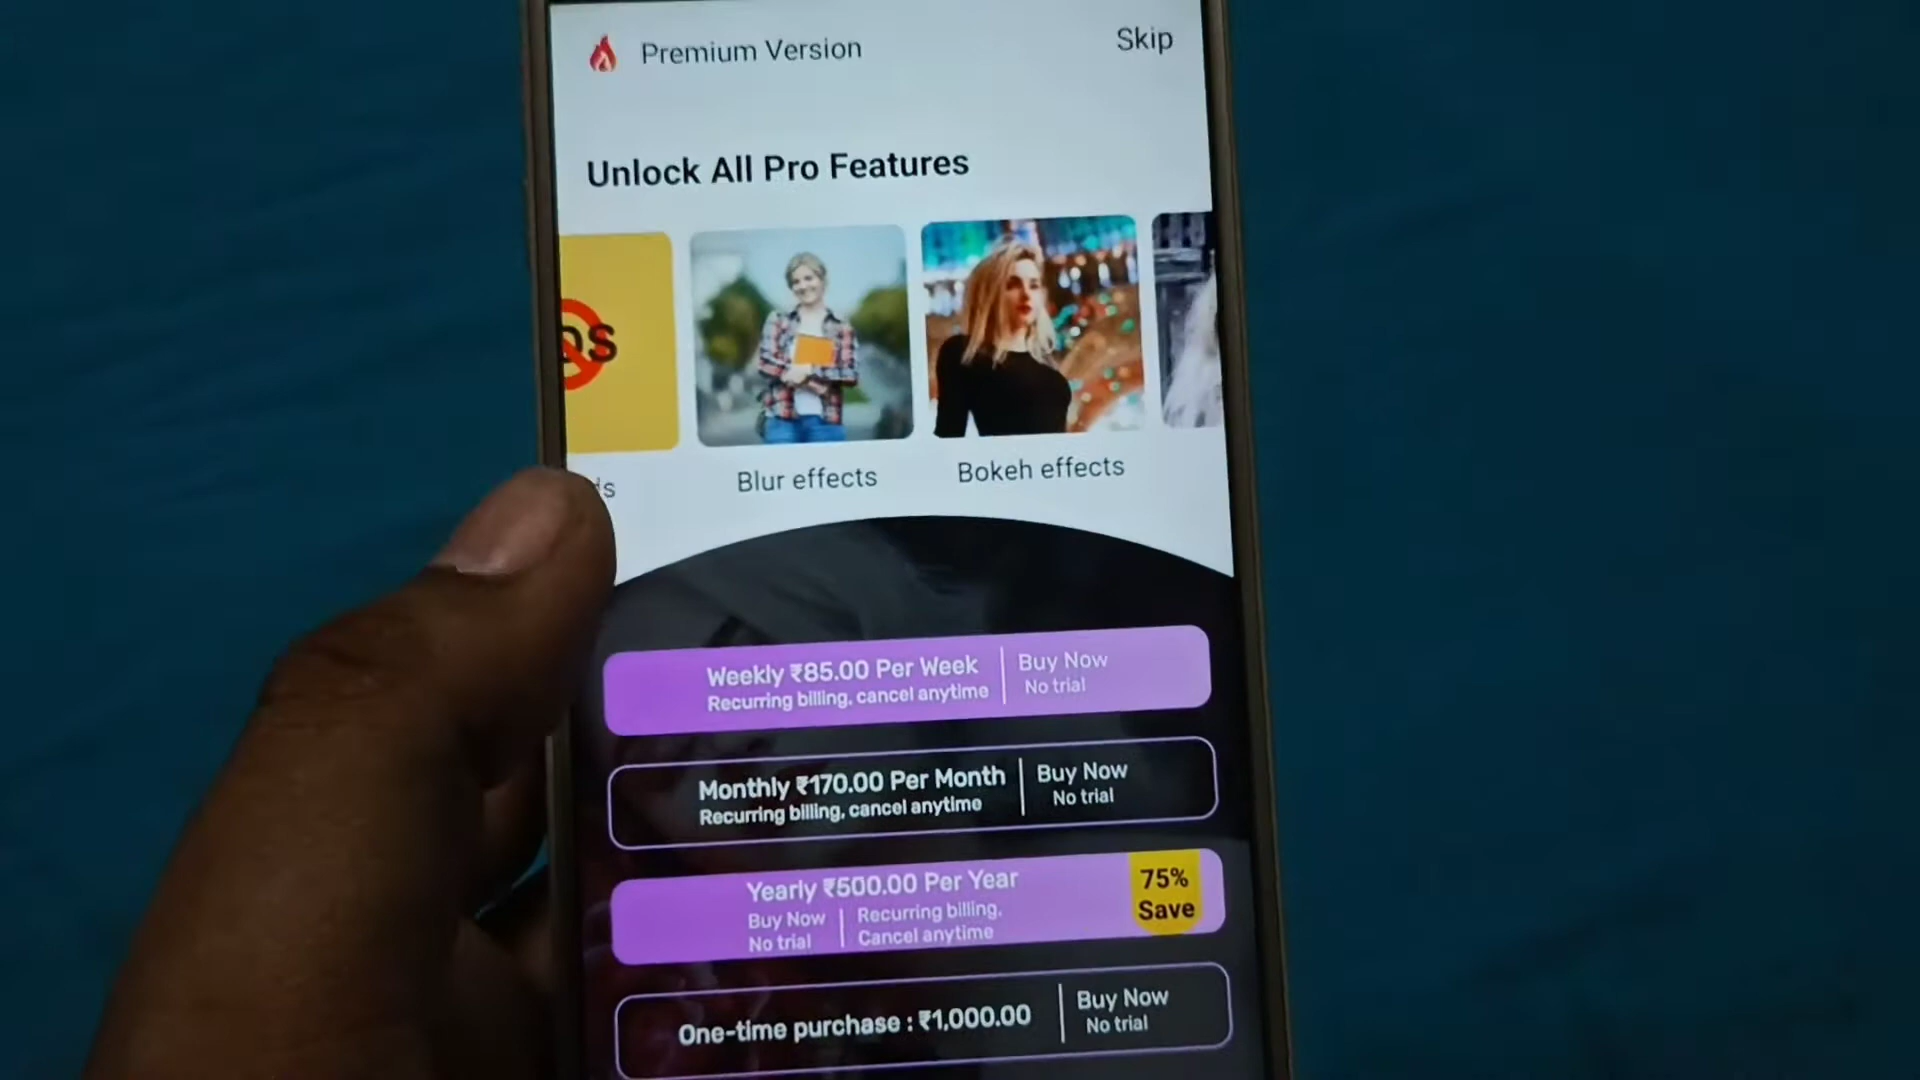 Premium Version
Skip
Unlock All Pro Features
Blur effects
Bokeh effects
Weekly ₹85.00 Per Week
Recurring billing, cancel anytime
Buy Now
No trial
Monthly ₹170.00 Per Month
Recurring billing, cancel anytime
Buy Now
No trial
Yearly ₹500.00 Per Year
Buy Now
No trial
Recurring billing.
Cancel anytime
75%
Save
One-time purchase : ₹1,000.00
Buy Now
No trial